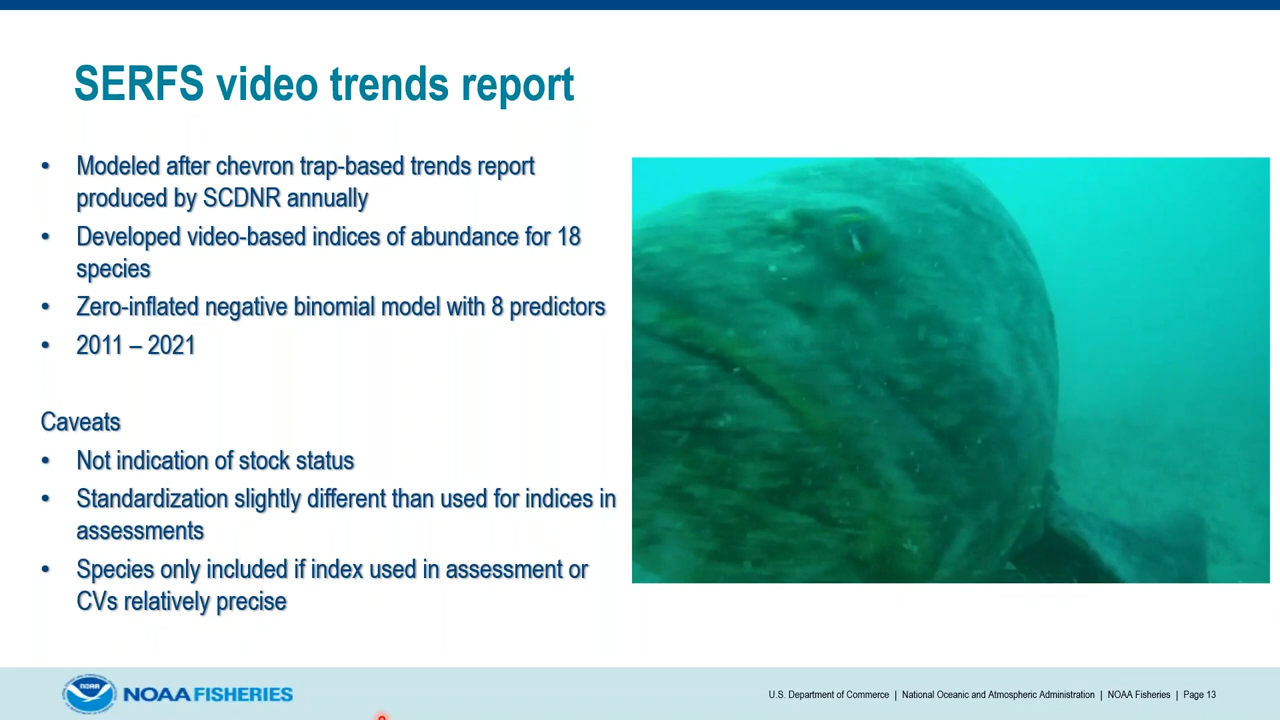 SERFS video trends report
• Modeled after chevron trap-based trends report
produced by SCDNR annually
• Developed video-based indices of abundance for 18
species
• Zero-inflated negative binomial model with 8 predictors
• 2011 – 2021
Caveats
• Not indication of stock status
• Standardization slightly different than used for indices in
assessments
• Species only included if index used in assessment or
CVs relatively precise
NOAA
NOAA FISHERIES
U.S. Department of Commerce | National Oceanic and Atmospheric Administration | NOAA Fisheries | Page 13